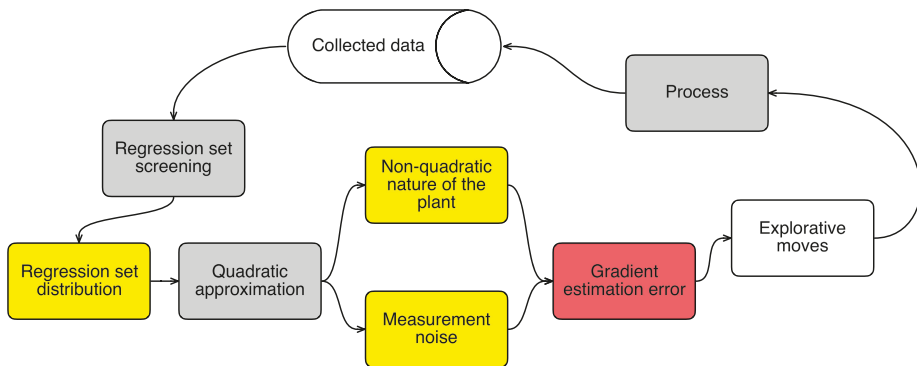 Collected data
Process
Regression set
screening
Non-quadratic
nature of the
plant
Explorative
moves
Regression set
distribution
Quadratic
approximation
Gradient
estimation error
Measurement
noise